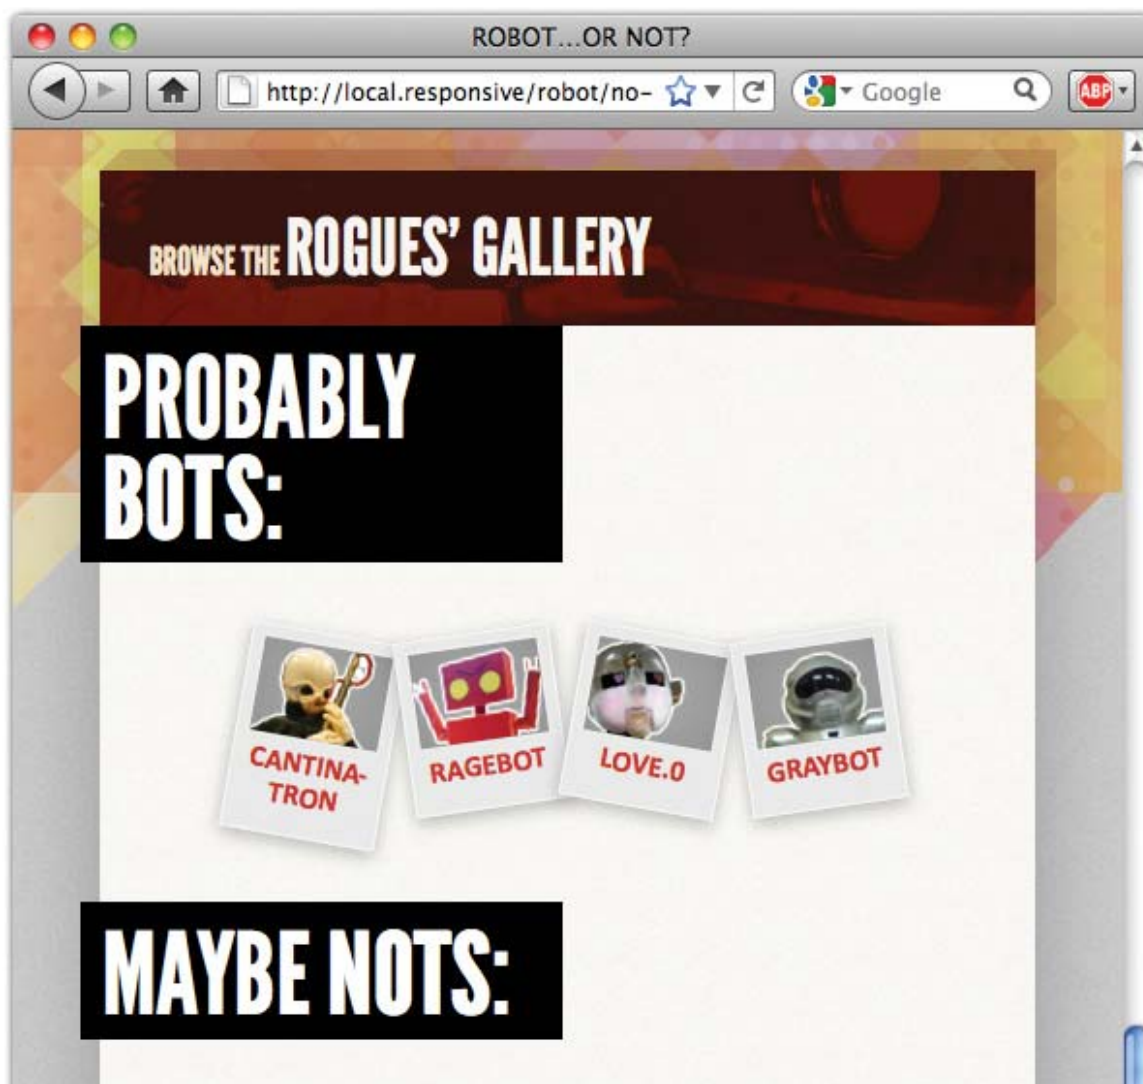 ROBOT...OR NOT?
http://local.responsive/robot/no-
Google
ABP
BROWSE THE ROGUES’ GALLERY
PROBABLY
BOTS:
CANTINA-
TRON
RAGEBOT
LOVE.0
GRAYBOT
MAYBE NOTS: